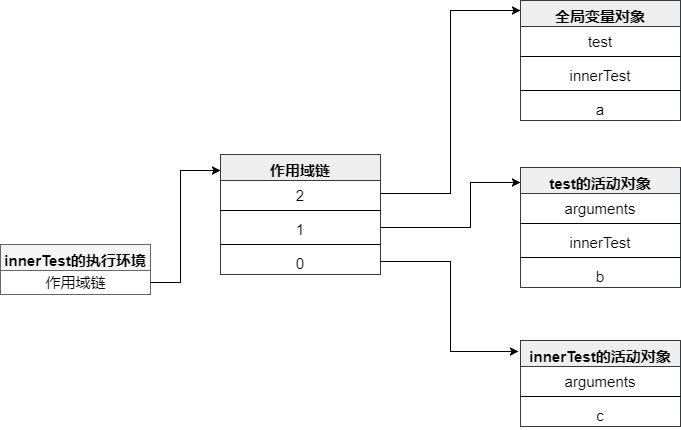 innerTest的执行环境
作用域链
作用域链
2
1
0
全局变量对象
test
innerTest
a
test的活动对象
arguments
innerTest
b
innerTest的活动对象
arguments
c